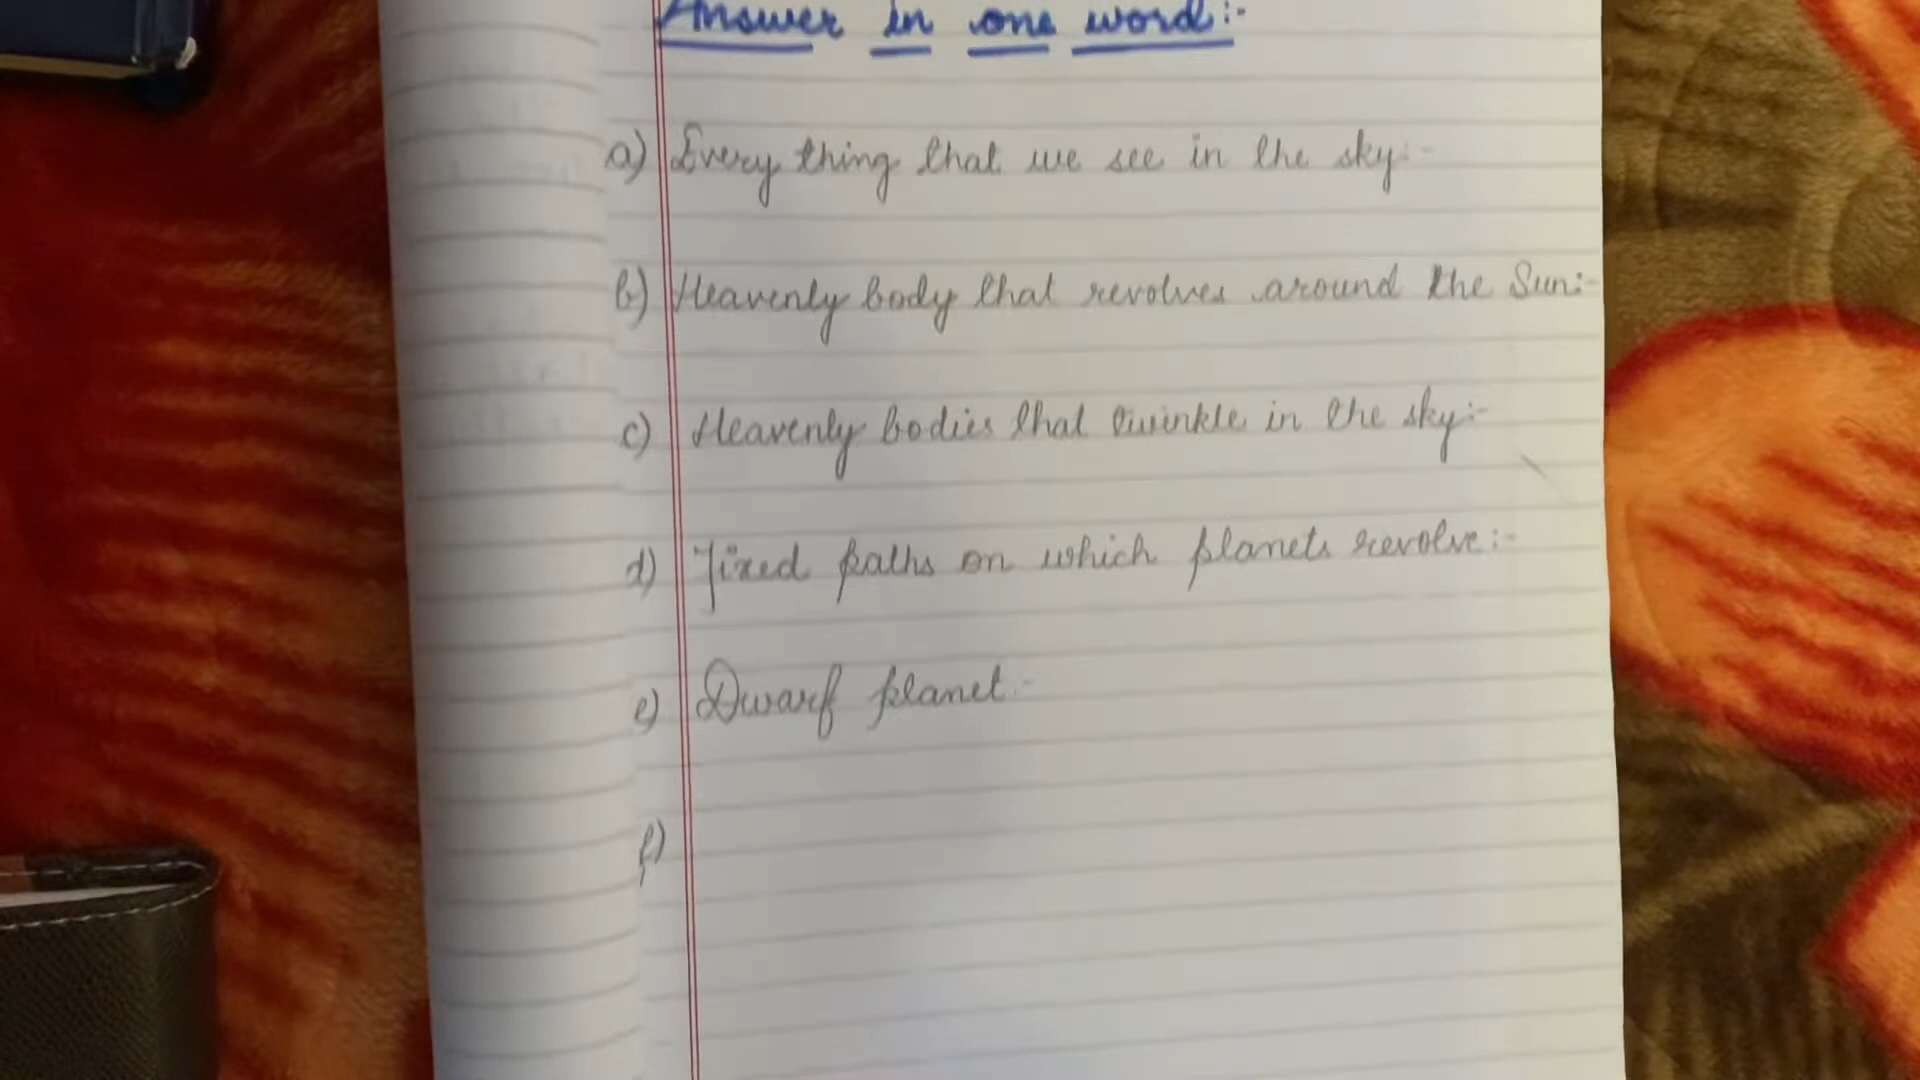 Answer in one word:-
a) Every thing that we see in the sky:-
b) Heavenly body that revolves around the Sun:-
c) Heavenly bodies that twinkle in the sky:-
d) Fixed paths on which planets revolve:-
e) Dwarf planet:-
f)